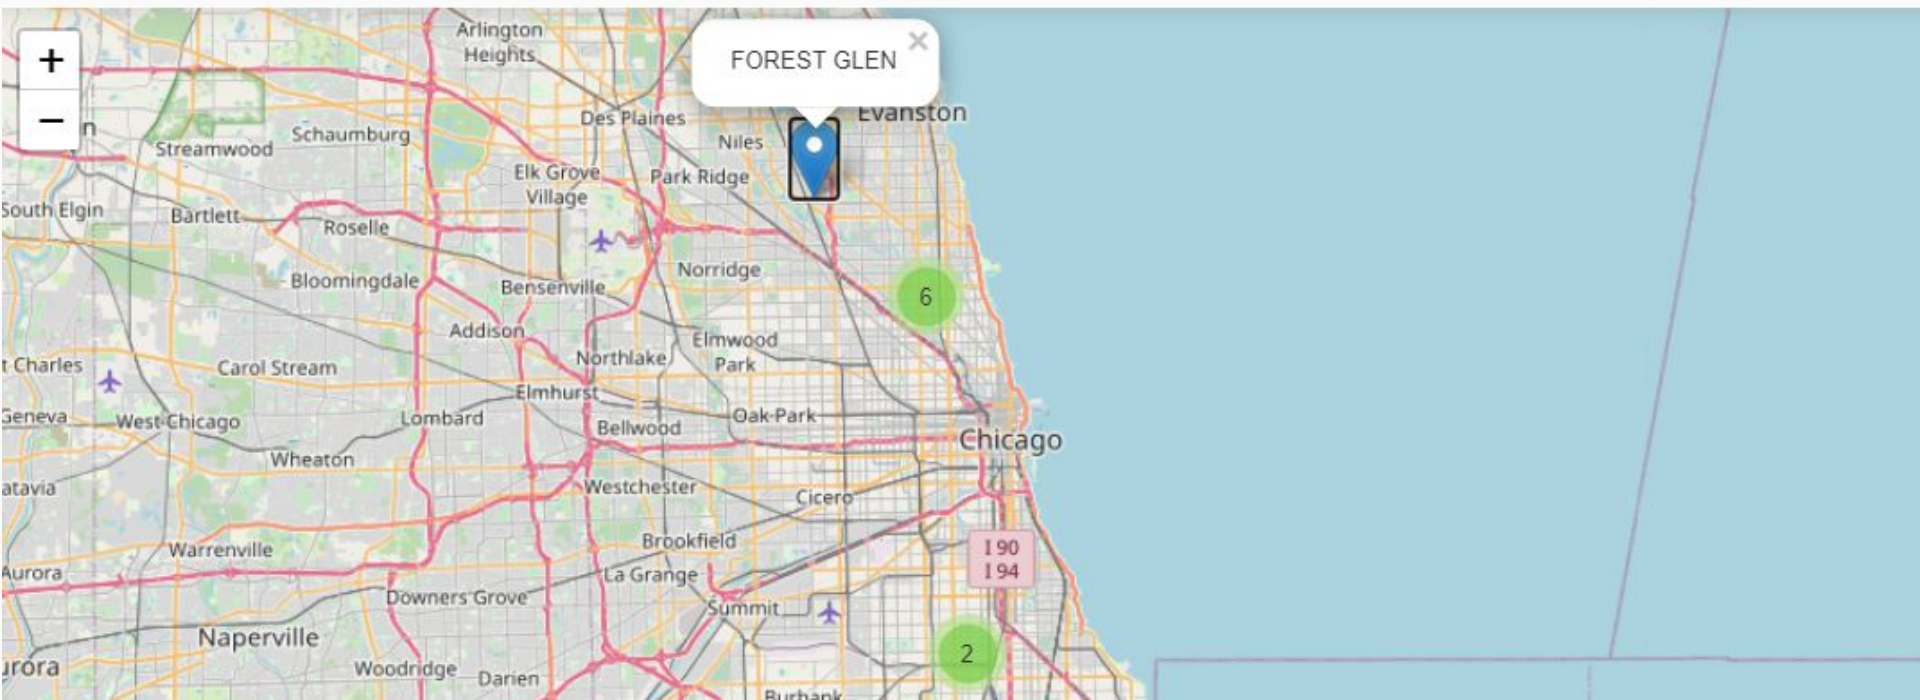 Arlington
Heights
FOREST GLEN
×
+
−
n
Evanston
Des Plaines
Schaumburg
Niles
Streamwood
Elk Grove
Village
Park Ridge
South Elgin
Bartlett
Roselle
Norridge
Bloomingdale
Bensenville
6
Addison
Elmwood
Park
Northlake
t Charles
Carol Stream
Elmhurst
Geneva
West Chicago
Lombard
Oak Park
Bellwood
Chicago
Wheaton
atavia
Westchester
Cicero
Brookfield
Warrenville
I 90
I 94
Aurora
La Grange
Downers Grove
Summit
Naperville
2
urora
Woodridge
Darien
Burbank